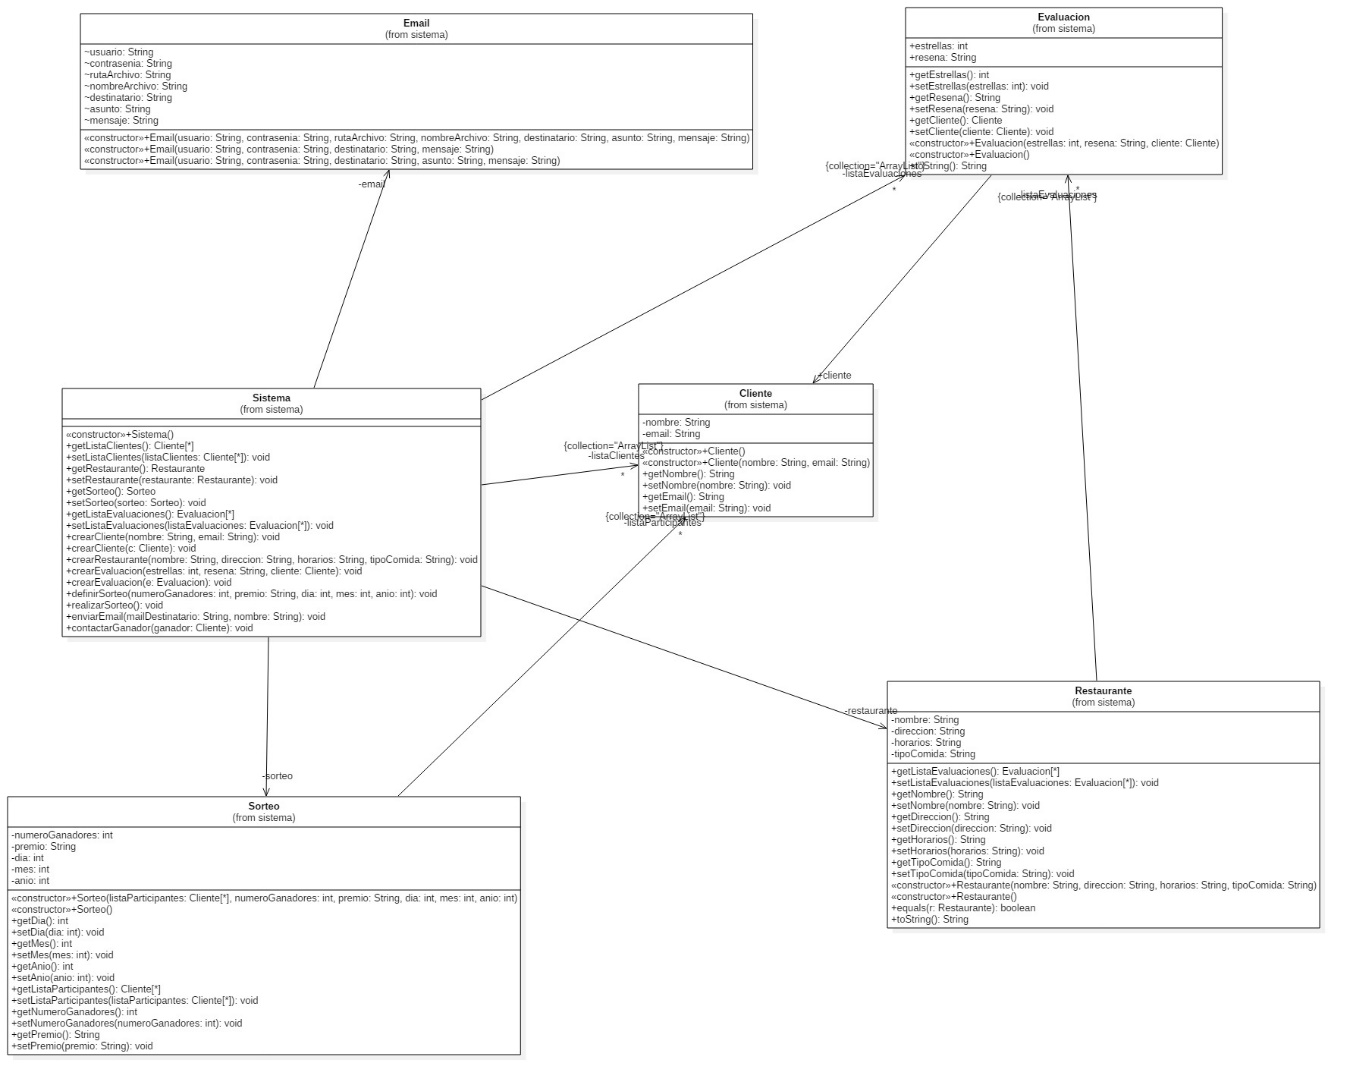 Email
(from sistema)
~usuario: String
~contrasenia: String
~rutaArchivo: String
~nombreArchivo: String
~destinatario: String
~asunto: String
~mensaje: String
«constructor»+Email(usuario: String, contrasenia: String, rutaArchivo: String, nombreArchivo: String, destinatario: String, asunto: String, mensaje: String)
«constructor»+Email(usuario: String, contrasenia: String, destinatario: String, mensaje: String)
«constructor»+Email(usuario: String, contrasenia: String, destinatario: String, asunto: String, mensaje: String)
-email
Evaluacion
(from sistema)
+estrellas: int
+resena: String
+getEstrellas(): int
+setEstrellas(estrellas: int): void
+getResena(): String
+setResena(resena: String): void
+getCliente(): Cliente
+setCliente(cliente: Cliente): void
«constructor»+Evaluacion(estrellas: int, resena: String, cliente: Cliente)
«constructor»+Evaluacion()
+toString(): String
{collection="ArrayList"}
-listaEvaluaciones
*
*
-listaEvaluaciones
{collection="ArrayList"}
+cliente
Sistema
(from sistema)
«constructor»+Sistema()
+getListaClientes(): Cliente[*]
+setListaClientes(listaClientes: Cliente[*]): void
+getRestaurante(): Restaurante
+setRestaurante(restaurante: Restaurante): void
+getSorteo(): Sorteo
+setSorteo(sorteo: Sorteo): void
+getListaEvaluaciones(): Evaluacion[*]
+setListaEvaluaciones(listaEvaluaciones: Evaluacion[*]): void
+crearCliente(nombre: String, email: String): void
+crearCliente(c: Cliente): void
+crearRestaurante(nombre: String, direccion: String, horarios: String, tipoComida: String): void
+crearEvaluacion(estrellas: int, resena: String, cliente: Cliente): void
+crearEvaluacion(e: Evaluacion): void
+definirSorteo(numeroGanadores: int, premio: String, dia: int, mes: int, anio: int): void
+realizarSorteo(): void
+enviarEmail(mailDestinatario: String, nombre: String): void
+contactarGanador(ganador: Cliente): void
{collection="ArrayList"}
-listaClientes
*
Cliente
(from sistema)
-nombre: String
-email: String
«constructor»+Cliente()
«constructor»+Cliente(nombre: String, email: String)
+getNombre(): String
+setNombre(nombre: String): void
+getEmail(): String
+setEmail(email: String): void
{collection="ArrayList"}
-listaParticipantes
*
-restaurante
Restaurante
(from sistema)
-nombre: String
-direccion: String
-horarios: String
-tipoComida: String
+getListaEvaluaciones(): Evaluacion[*]
+setListaEvaluaciones(listaEvaluaciones: Evaluacion[*]): void
+getNombre(): String
+setNombre(nombre: String): void
+getDireccion(): String
+setDireccion(direccion: String): void
+getHorarios(): String
+setHorarios(horarios: String): void
+getTipoComida(): String
+setTipoComida(tipoComida: String): void
«constructor»+Restaurante(nombre: String, direccion: String, horarios: String, tipoComida: String)
«constructor»+Restaurante()
+equals(r: Restaurante): boolean
+toString(): String
-sorteo
Sorteo
(from sistema)
-numeroGanadores: int
-premio: String
-dia: int
-mes: int
-anio: int
«constructor»+Sorteo(listaParticipantes: Cliente[*], numeroGanadores: int, premio: String, dia: int, mes: int, anio: int)
«constructor»+Sorteo()
+getDia(): int
+setDia(dia: int): void
+getMes(): int
+setMes(mes: int): void
+getAnio(): int
+setAnio(anio: int): void
+getListaParticipantes(): Cliente[*]
+setListaParticipantes(listaParticipantes: Cliente[*]): void
+getNumeroGanadores(): int
+setNumeroGanadores(numeroGanadores: int): void
+getPremio(): String
+setPremio(premio: String): void